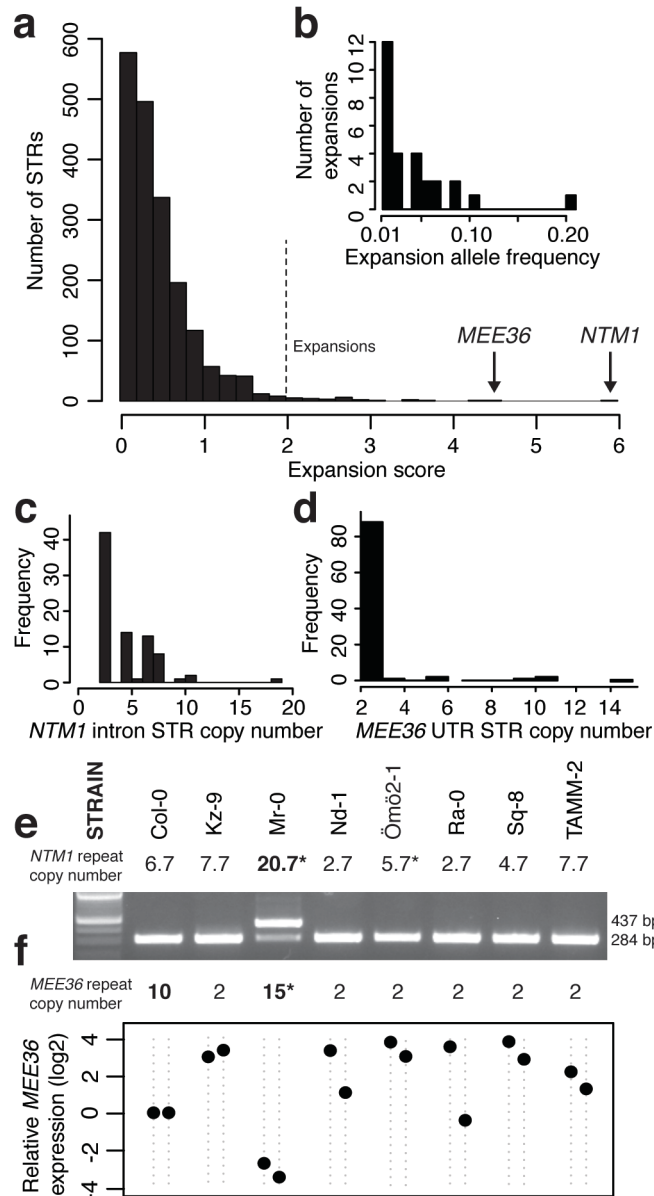 a
Number of STRs
600
500
400
300
200
100
0
Expansions
MEE36
NTM1
0 1 2 3 4 5 6
Expansion score
b
Number of
expansions
12
10
8
6
4
2
0
0.01 0.10 0.20
Expansion allele frequency
c
Frequency
40
30
20
10
0
0 5 10 15 20
NTM1 intron STR copy number
d
Frequency
80
60
40
20
0
2 4 6 8 10 12 14
MEE36 UTR STR copy number
e
STRAIN Col-0 Kz-9 Mr-0 Nd-1 Ömö2-1 Ra-0 Sq-8 TAMM-2
NTM1 repeat
copy number
6.7 7.7 20.7* 2.7 5.7* 2.7 4.7 7.7
437 bp
284 bp
f
MEE36 repeat
copy number
10 2 15* 2 2 2 2 2
Relative MEE36
expression (log2)
4
2
0
-2
-4